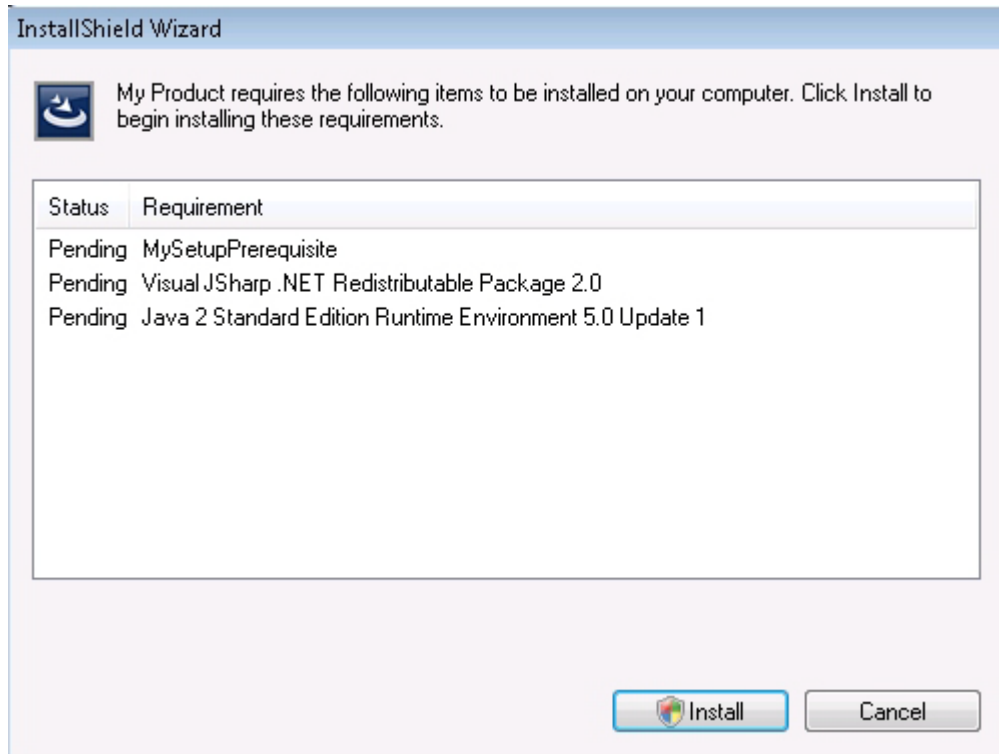 InstallShield Wizard
My Product requires the following items to be installed on your computer. Click Install to
begin installing these requirements.
Status Requirement
Pending MySetupPrerequisite
Pending Visual JSharp .NET Redistributable Package 2.0
Pending Java 2 Standard Edition Runtime Environment 5.0 Update 1
Install Cancel